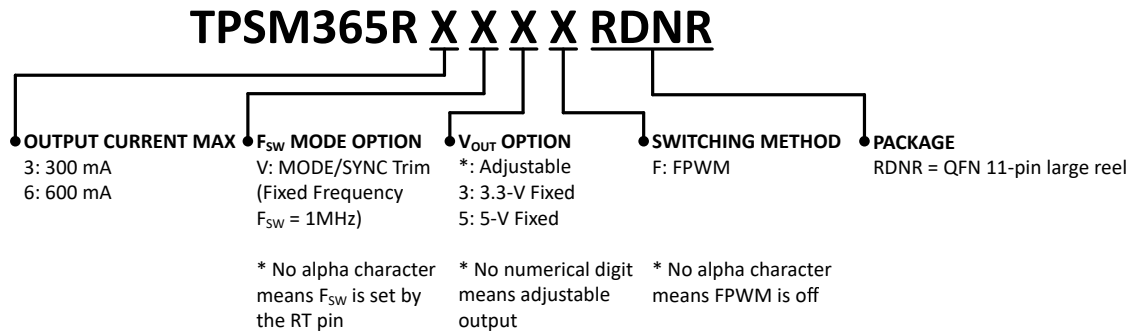 TPSM365R X X X X RDNR
OUTPUT CURRENT MAX
3: 300 mA
6: 600 mA
FSW MODE OPTION
V: MODE/SYNC Trim
(Fixed Frequency
FSW = 1MHz)
* No alpha character
means FSW is set by
the RT pin
VOUT OPTION
*: Adjustable
3: 3.3-V Fixed
5: 5-V Fixed
* No numerical digit
means adjustable
output
SWITCHING METHOD
F: FPWM
* No alpha character
means FPWM is off
PACKAGE
RDNR = QFN 11-pin large reel